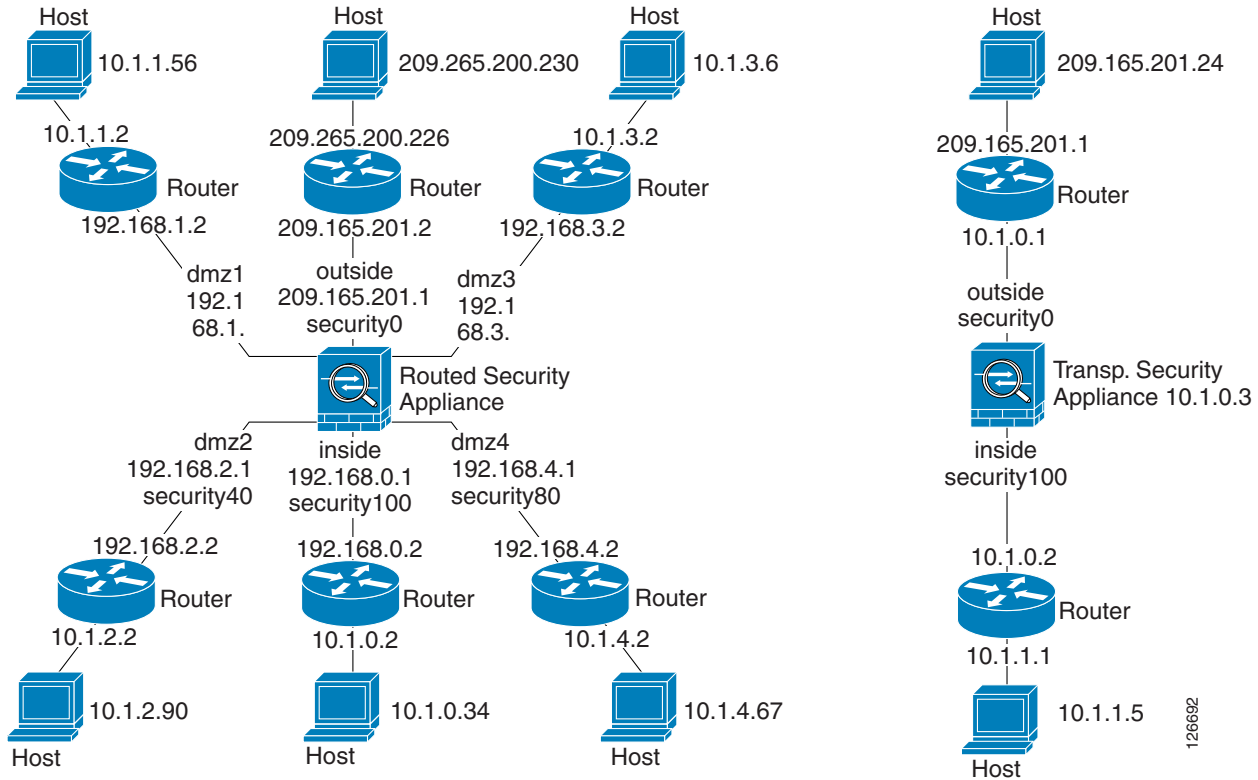 Host
Host
Host
Host
10.1.1.56
209.265.200.230
10.1.3.6
209.165.201.24
10.1.1.2
209.265.200.226
10.1.3.2
209.165.201.1
Router
Router
Router
Router
192.168.1.2
209.165.201.2
192.168.3.2
10.1.0.1
dmz1
192.1
68.1.
outside
209.165.201.1
security0
dmz3
192.1
68.3.
outside
security0
Routed Security
Appliance
Transp. Security
Appliance 10.1.0.3
dmz2
192.168.2.1
security40
inside
192.168.0.1
security100
dmz4
192.168.4.1
security80
inside
security100
192.168.2.2
192.168.0.2
192.168.4.2
10.1.0.2
Router
Router
Router
Router
10.1.2.2
10.1.0.2
10.1.4.2
10.1.1.1
10.1.2.90
10.1.0.34
10.1.4.67
10.1.1.5
Host
Host
Host
Host
126692